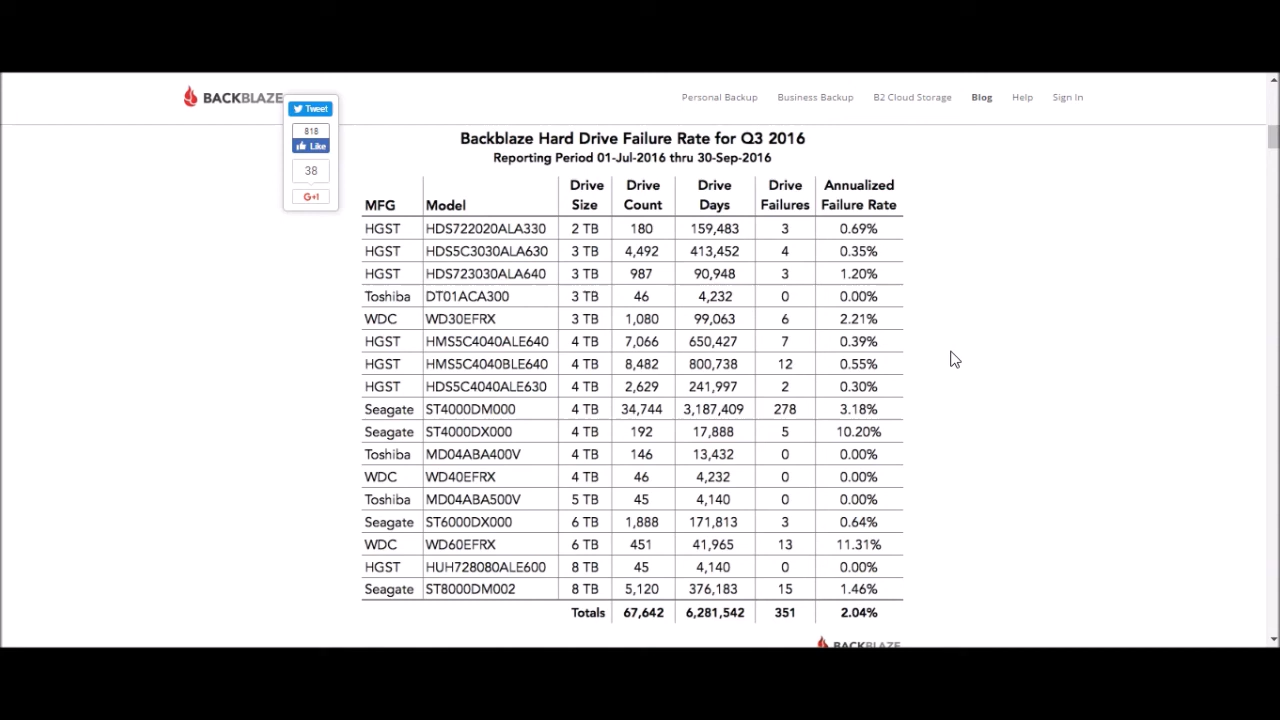 BACKBLAZE
Personal Backup Business Backup B2 Cloud Storage Blog Help Sign In
Tweet
818
Like
38
G+1
Backblaze Hard Drive Failure Rate for Q3 2016
Reporting Period 01-Jul-2016 thru 30-Sep-2016
MFG Model Drive Size Drive Count Drive Days Drive Failures Annualized Failure Rate
HGST HDS722020ALA330 2 TB 180 159,483 3 0.69%
HGST HDS5C3030ALA630 3 TB 4,492 413,452 4 0.35%
HGST HDS723030ALA640 3 TB 987 90,948 3 1.20%
Toshiba DT01ACA300 3 TB 46 4,232 0 0.00%
WDC WD30EFRX 3 TB 1,080 99,063 6 2.21%
HGST HMS5C4040ALE640 4 TB 7,066 650,427 7 0.39%
HGST HMS5C4040BLE640 4 TB 8,482 800,738 12 0.55%
HGST HDS5C4040ALE630 4 TB 2,629 241,997 2 0.30%
Seagate ST4000DM000 4 TB 34,744 3,187,409 278 3.18%
Seagate ST4000DX000 4 TB 192 17,888 5 10.20%
Toshiba MD04ABA400V 4 TB 146 13,432 0 0.00%
WDC WD40EFRX 4 TB 46 4,232 0 0.00%
Toshiba MD04ABA500V 5 TB 45 4,140 0 0.00%
Seagate ST6000DX000 6 TB 1,888 171,813 3 0.64%
WDC WD60EFRX 6 TB 451 41,965 13 11.31%
HGST HUH728080ALE600 8 TB 45 4,140 0 0.00%
Seagate ST8000DM002 8 TB 5,120 376,183 15 1.46%
Totals 67,642 6,281,542 351 2.04%
BACKBLAZE